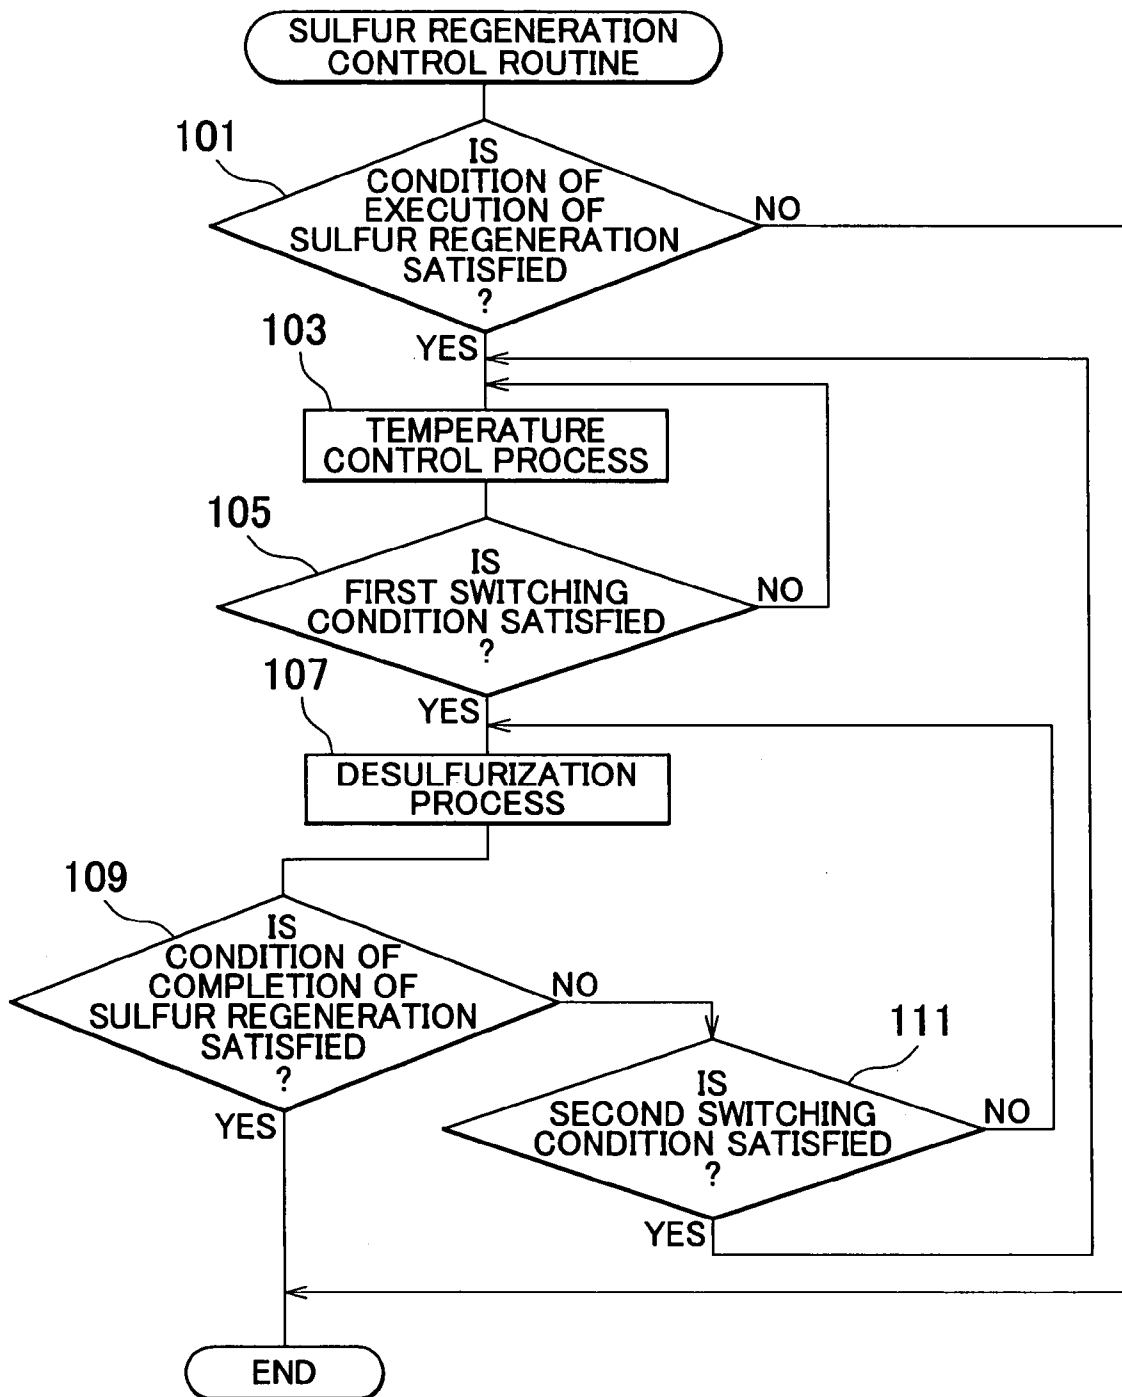 SULFUR REGENERATION
CONTROL ROUTINE
101
IS
CONDITION OF
EXECUTION OF
SULFUR REGENERATION
SATISFIED
?
NO
YES
103
TEMPERATURE
CONTROL PROCESS
105
IS
FIRST SWITCHING
CONDITION SATISFIED
?
NO
YES
107
DESULFURIZATION
PROCESS
109
IS
CONDITION OF
COMPLETION OF
SULFUR REGENERATION
SATISFIED
?
NO
YES
111
IS
SECOND SWITCHING
CONDITION SATISFIED
?
NO
YES
END